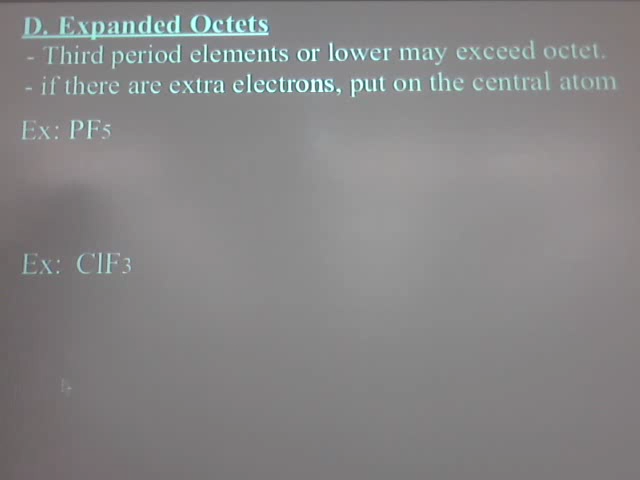 D. Expanded Octets
- Third period elements or lower may exceed octet.
- if there are extra electrons, put on the central atom
Ex: PF5
Ex: ClF3